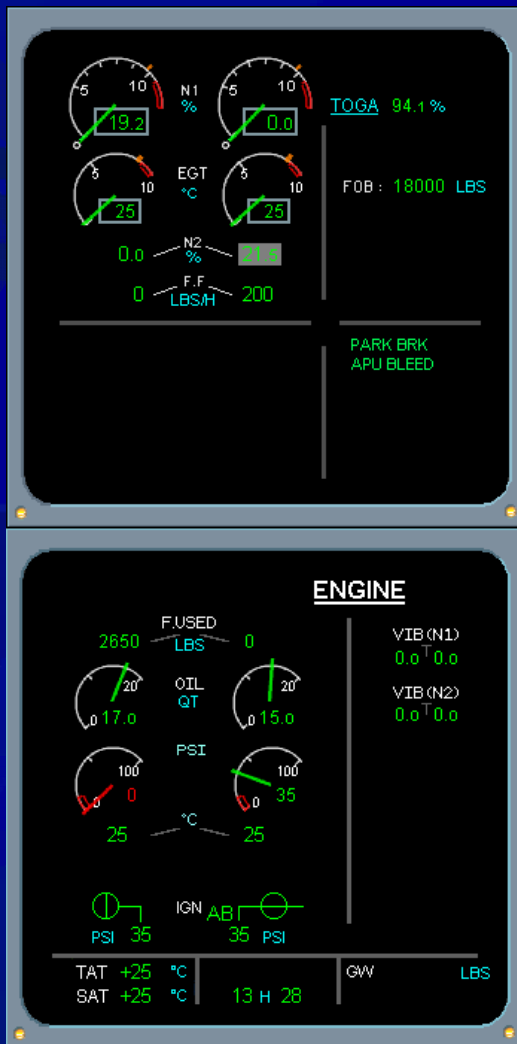 5 10 N1 5 10
19.2 % 0.0 TOGA 94.1 %
5 10 EGT 5 10
25 °C 25 FOB : 18000 LBS
0.0 N2 % 21.5
0 F.F LBS/H 200
PARK BRK
APU BLEED
ENGINE
F.USED
2650 LBS 0
VIB(N1)
0.0 T 0.0
20 OIL 20
0 17.0 QT 0 15.0
VIB(N2)
0.0 T 0.0
PSI
100 100
0 0 0 35
°C
25 25
IGN AB
PSI 35 35 PSI
TAT +25 °C GW LBS
SAT +25 °C 13 H 28